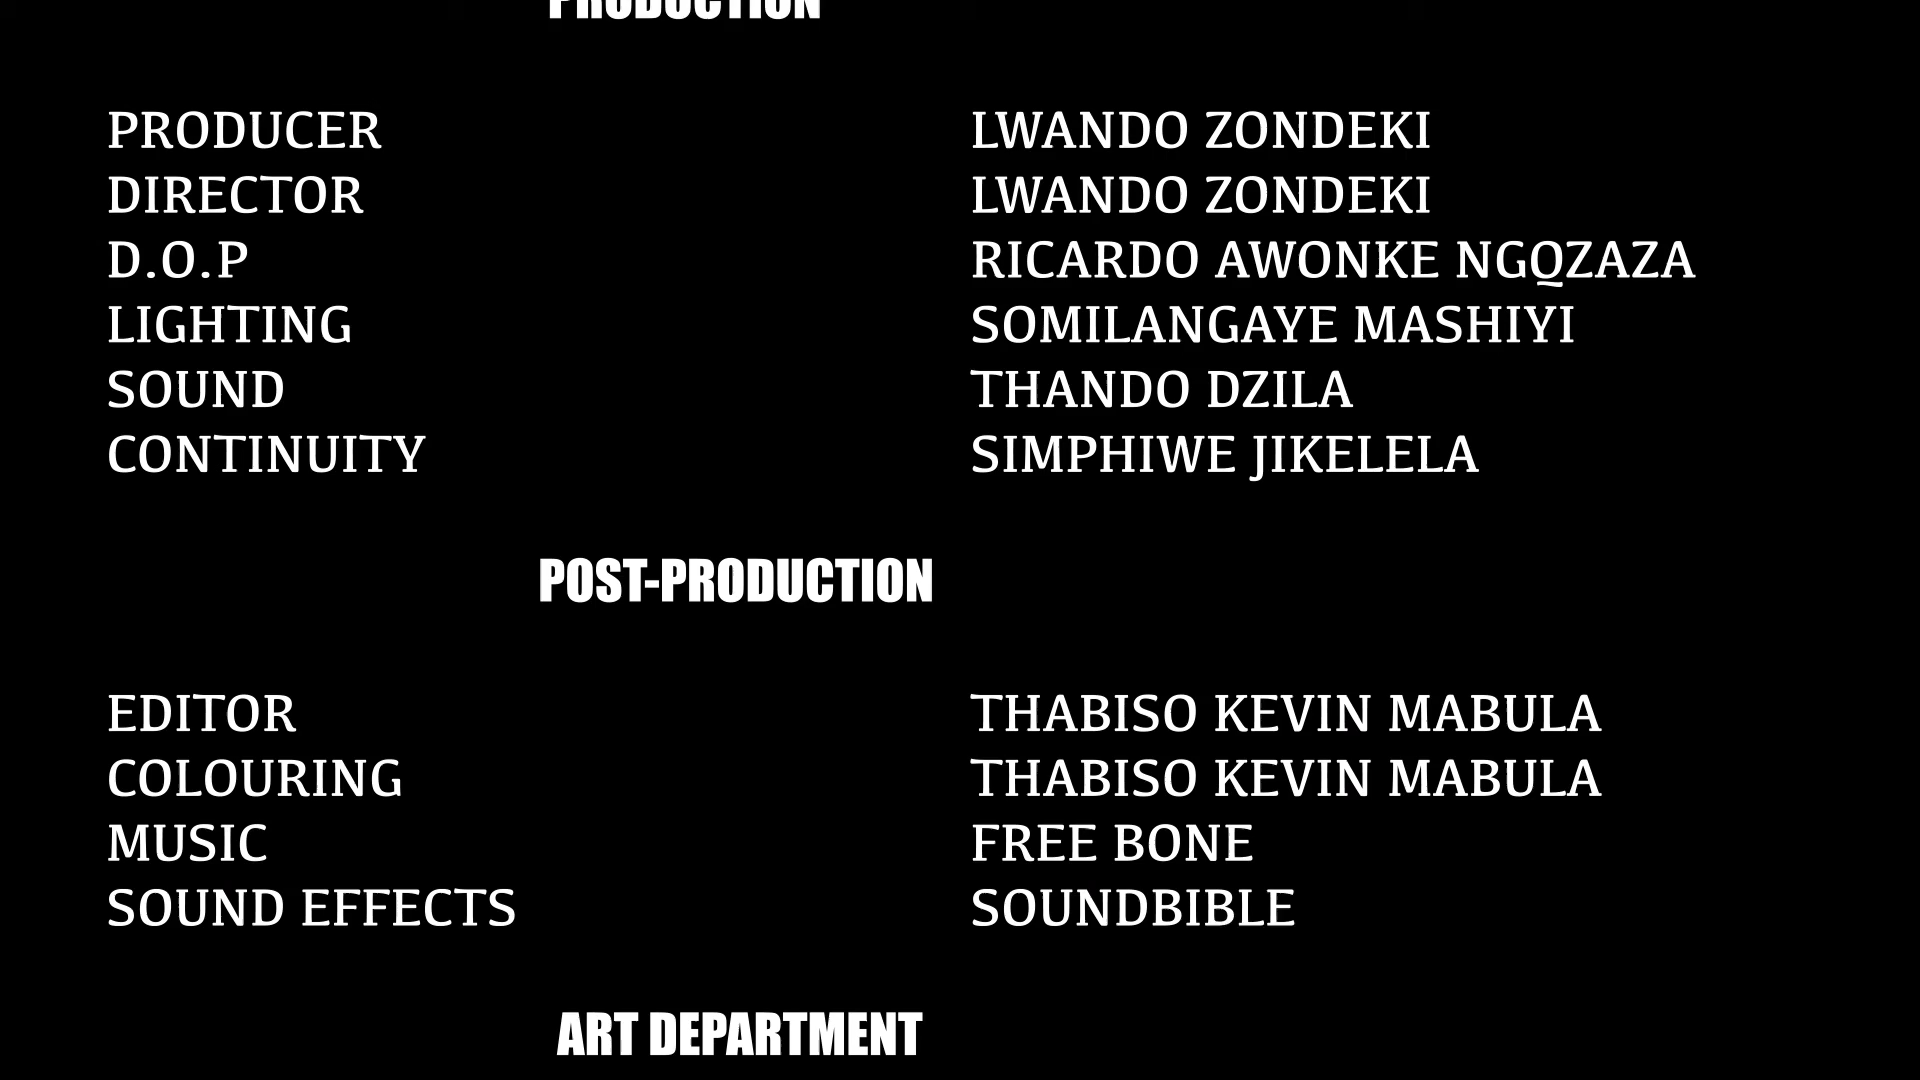 PRODUCTION
PRODUCER LWANDO ZONDEKI
DIRECTOR LWANDO ZONDEKI
D.O.P RICARDO AWONKE NGQZAZA
LIGHTING SOMILANGAYE MASHIYI
SOUND THANDO DZILA
CONTINUITY SIMPHIWE JIKELELA
POST-PRODUCTION
EDITOR THABISO KEVIN MABULA
COLOURING THABISO KEVIN MABULA
MUSIC FREE BONE
SOUND EFFECTS SOUNDBIBLE
ART DEPARTMENT